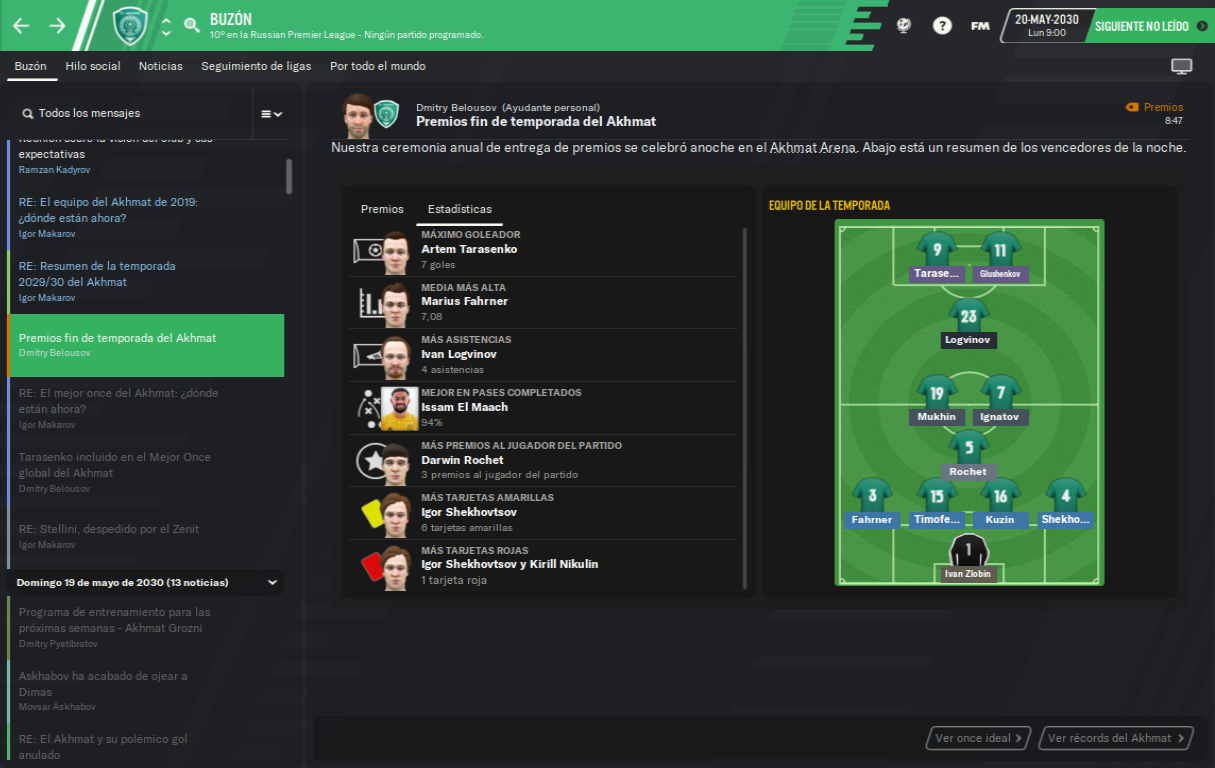 BUZÓN
10º en la Russian Premier League - Ningún partido programado.
?
FM
20-MAY-2030
Lun 9:00
SIGUIENTE NO LEÍDO
Buzón
Hilo social
Noticias
Seguimiento de ligas
Por todo el mundo
Todos los mensajes
Reunión sobre la visión del club y sus
expectativas
Ramzan Kadyrov
RE: El equipo del Akhmat de 2019:
¿dónde están ahora?
Igor Makarov
RE: Resumen de la temporada
2029/30 del Akhmat
Igor Makarov
Premios fin de temporada del Akhmat
Dmitry Belousov
RE: El mejor once del Akhmat: ¿dónde
están ahora?
Igor Makarov
Tarasenko incluido en el Mejor Once
global del Akhmat
Dmitry Belousov
RE: Stellini, despedido por el Zenit
Igor Makarov
Domingo 19 de mayo de 2030 (13 noticias)
Programa de entrenamiento para las
próximas semanas - Akhmat Grozni
Dmitry Pyatibratov
Askhabov ha acabado de ojear a
Dimas
Movsar Askhabov
RE: El Akhmat y su polémico gol
anulado
Dmitry Belousov (Ayudante personal)
Premios fin de temporada del Akhmat
Premios
8:47
Nuestra ceremonia anual de entrega de premios se celebró anoche en el Akhmat Arena. Abajo está un resumen de los vencedores de la noche.
Premios
Estadísticas
MÁXIMO GOLEADOR
Artem Tarasenko
7 goles
MEDIA MÁS ALTA
Marius Fahrner
7,08
MÁS ASISTENCIAS
Ivan Logvinov
4 asistencias
MEJOR EN PASES COMPLETADOS
Issam El Maach
94%
MÁS PREMIOS AL JUGADOR DEL PARTIDO
Darwin Rochet
3 premios al jugador del partido
MÁS TARJETAS AMARILLAS
Igor Shekhovtsov
6 tarjetas amarillas
MÁS TARJETAS ROJAS
Igor Shekhovtsov y Kirill Nikulin
1 tarjeta roja
EQUIPO DE LA TEMPORADA
9
11
Tarase...
Glushenkov
23
Logvinov
19
7
Mukhin
Ignatov
5
Rochet
3
15
16
4
Fahrner
Timofe...
Kuzin
Shekho...
1
Ivan Zlobin
Ver once ideal
Ver récords del Akhmat